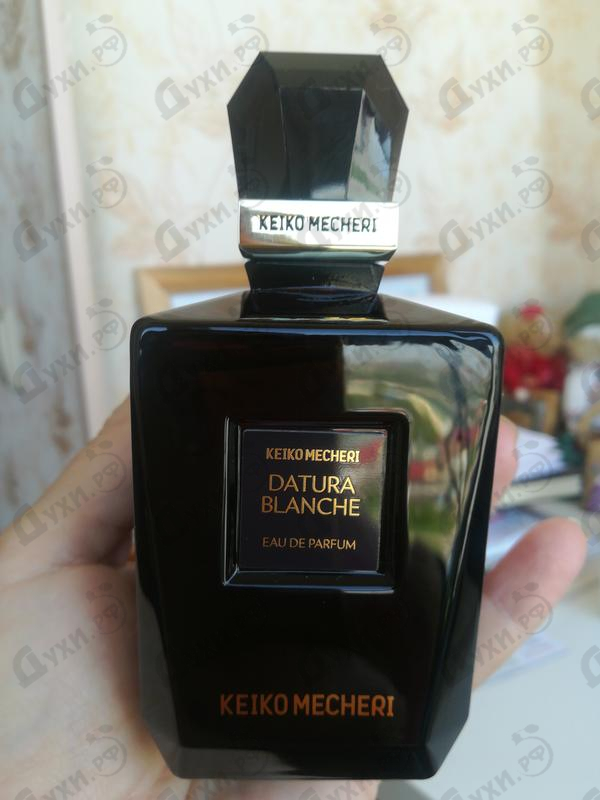 KEIKO MECHERI
KEIKO MECHERI
DATURA
BLANCHE
EAU DE PARFUM
KEIKO MECHERI
Духи.РФ